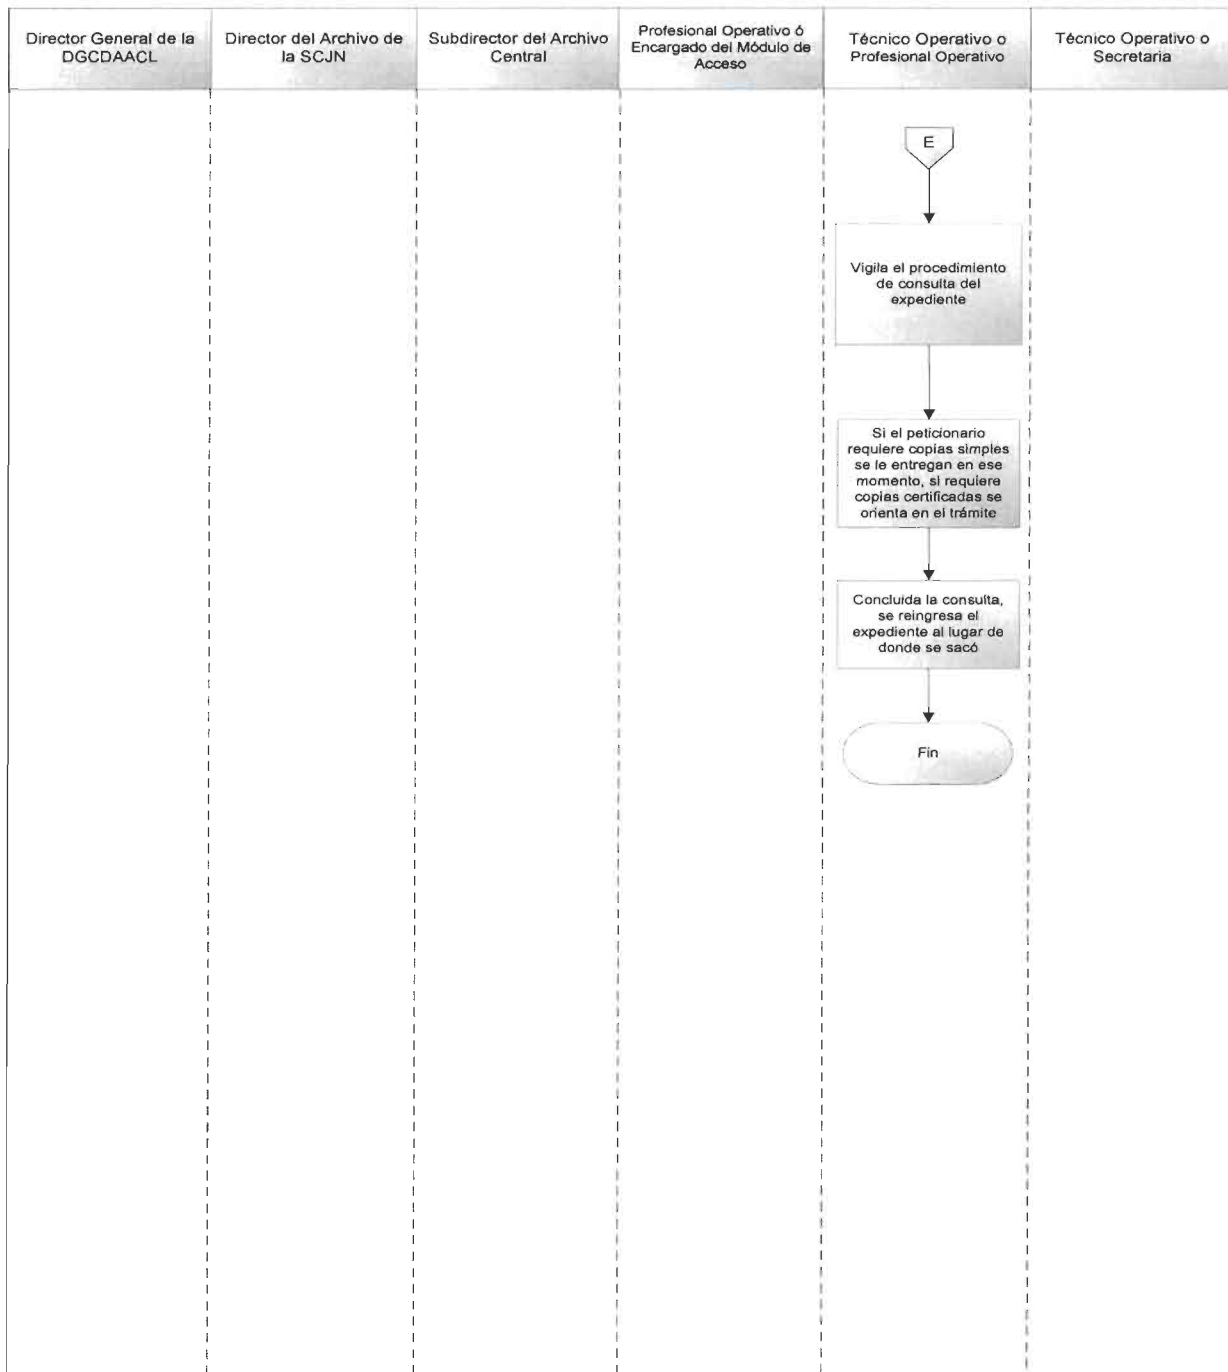 Director General de la
DGCDAACL
Director del Archivo de
la SCJN
Subdirector del Archivo
Central
Profesional Operativo ó
Encargado del Módulo de
Acceso
Técnico Operativo o
Profesional Operativo
Técnico Operativo o
Secretaria
E
Vigila el procedimiento
de consulta del
expediente
Si el peticionario
requiere copias simples
se le entregan en ese
momento, si requiere
copias certificadas se
orienta en el trámite
Concluida la consulta,
se reingresa el
expediente al lugar de
donde se sacó
Fin